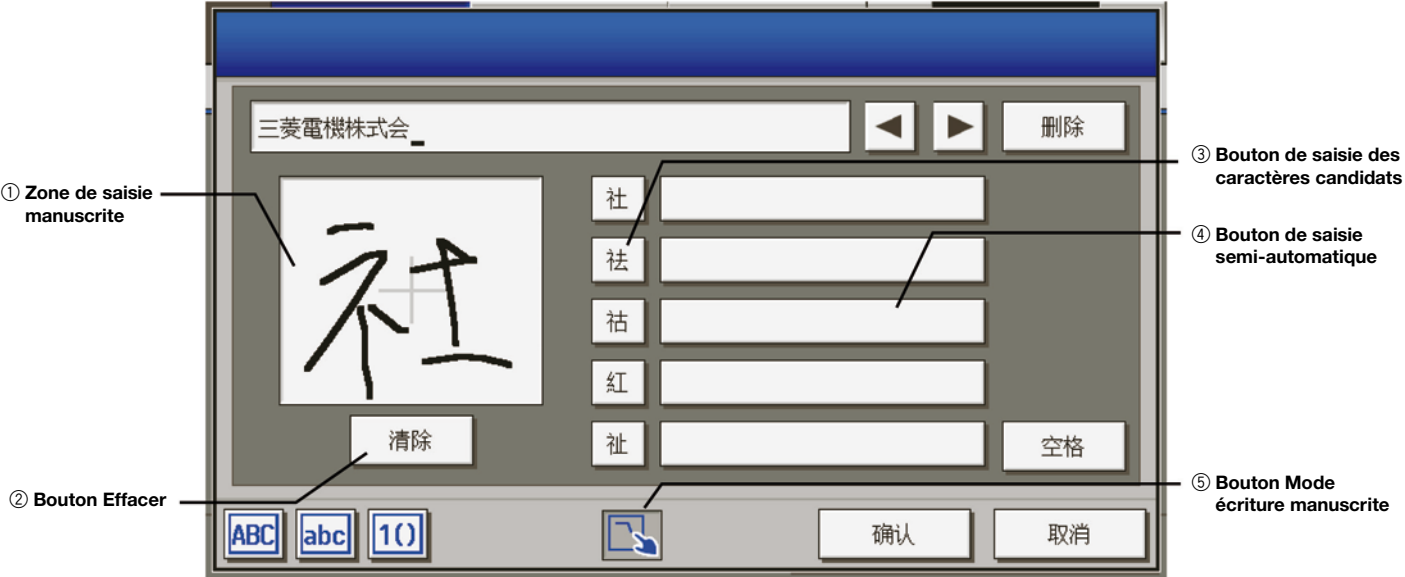 三菱電機株式会
删除
① Zone de saisie
manuscrite
社
社
③ Bouton de saisie des
caractères candidats
祛
④ Bouton de saisie
semi-automatique
祜
紅
清除
祉
空格
② Bouton Effacer
⑤ Bouton Mode
écriture manuscrite
ABC
abc
1()
确认
取消